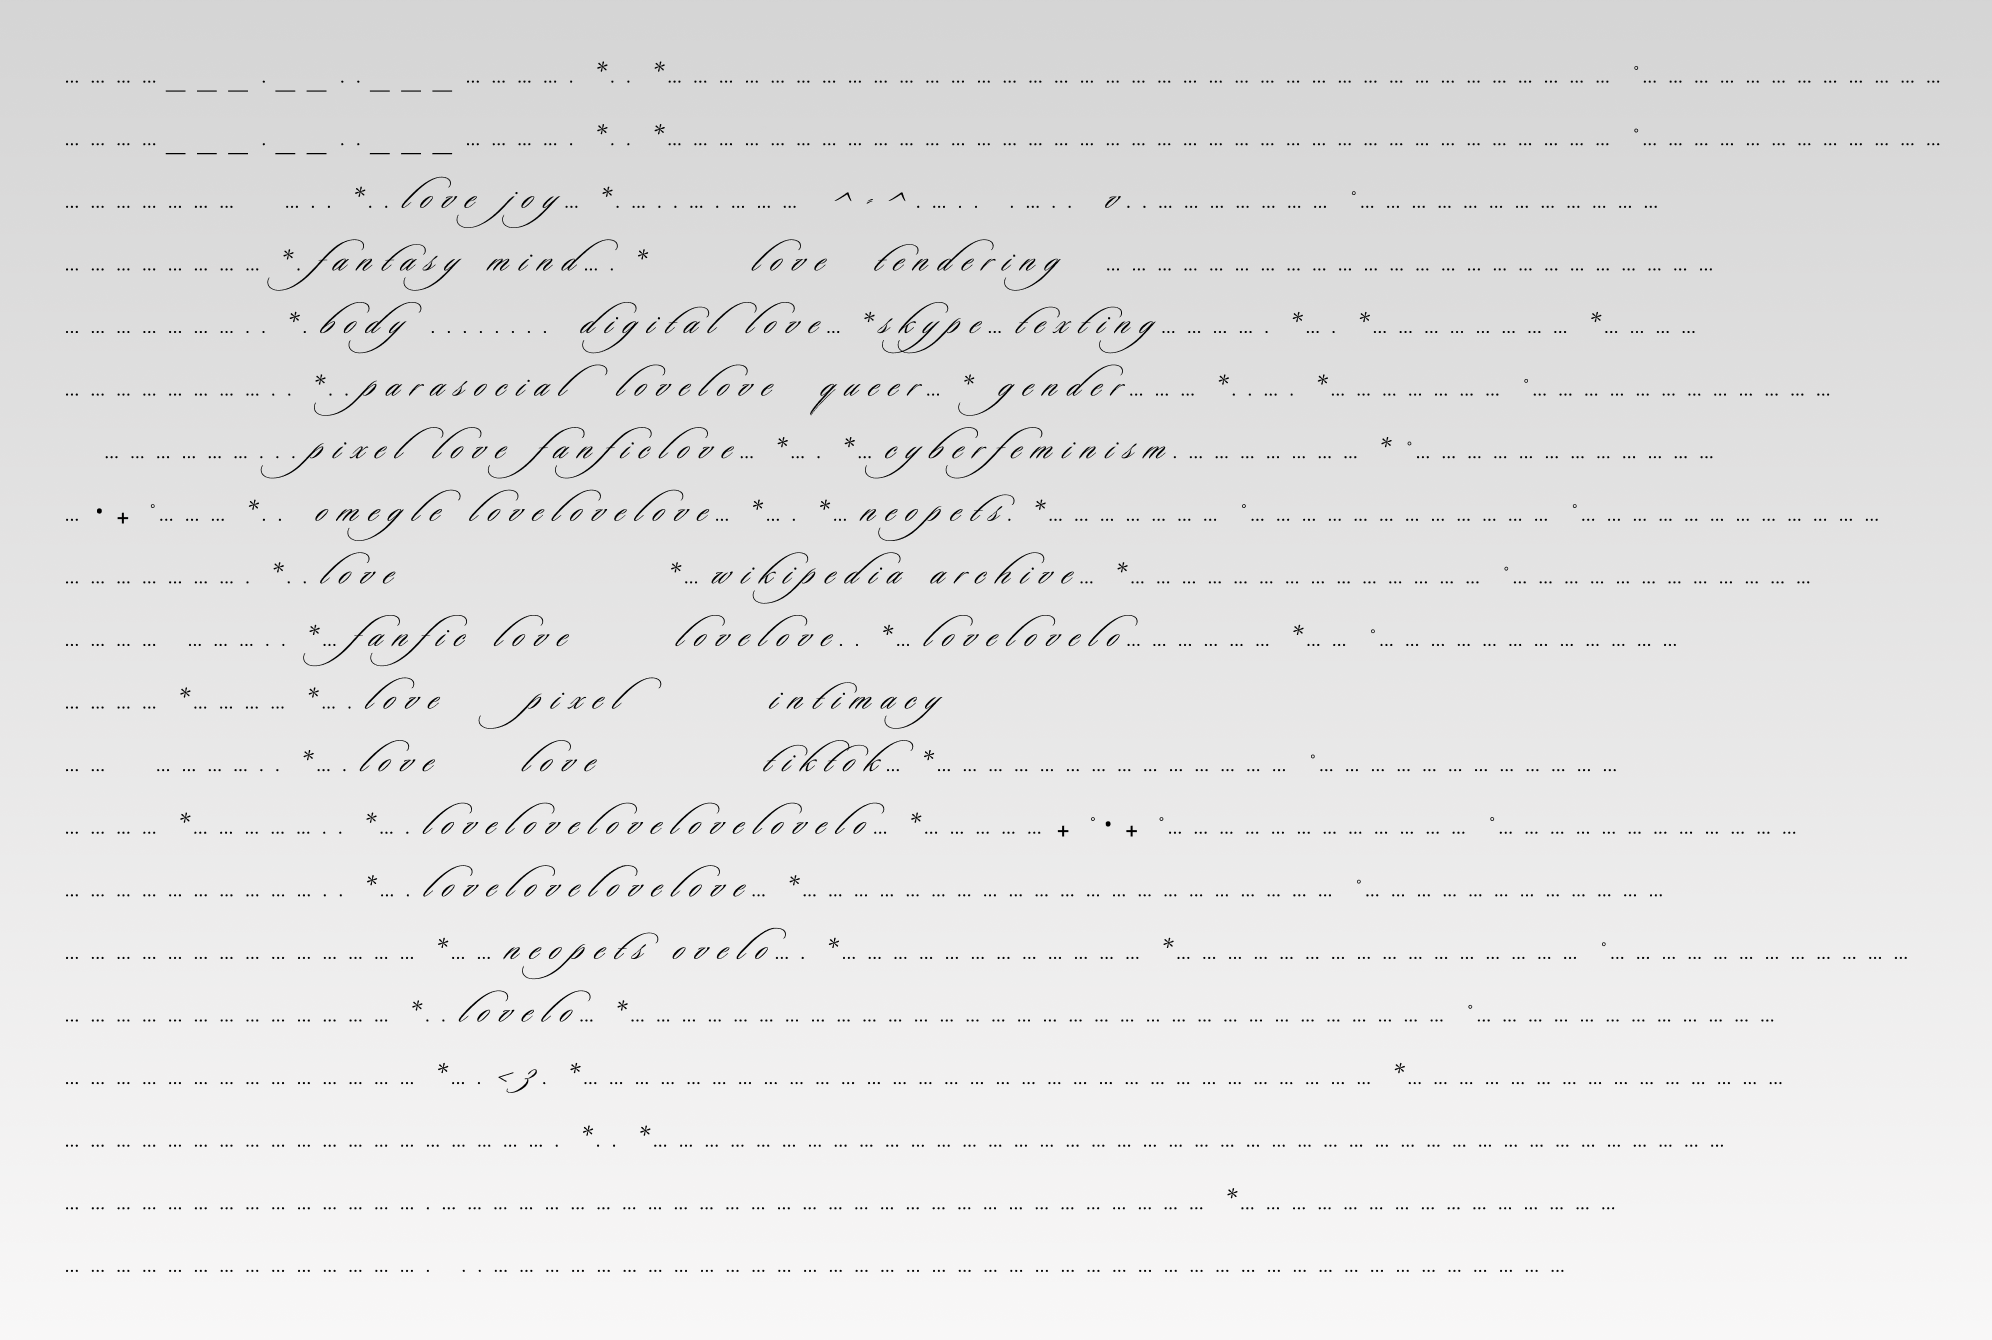 … … … … _ _ _ . _ _ . . _ _ _ … … … … . * . . * … … … … … … … … … … … … … … … … … … … … … … … … … … … … … … … … … … … … … ° … … … … … … … … … … … …
… … … … _ _ _ . _ _ . . _ _ _ … … … … . * . . * … … … … … … … … … … … … … … … … … … … … … … … … … … … … … … … … … … … … … ° … … … … … … … … … … … …
… … … … … … … … . . * . . love joy … * . … . . … . … … … ^ - ^ . … . . . … . . v . . … … … … … … … ° … … … … … … … … … … … …
… … … … … … … … * . fantasy mind … . * love tendering … … … … … … … … … … … … … … … … … … … … … … … …
… … … … … … … . . * . body . . . . . . . . digital love … * skype … texting … … … … . * … . * … … … … … … … … * … … … …
… … … … … … … … . . * . . parasocial lovelove queer … * gender … … … * . . … . * … … … … … … … ° … … … … … … … … … … … …
… … … … … … . . . pixel love fanficlove … * … . * … cyberfeminism . … … … … … … … * ° … … … … … … … … … … … …
… • + ° … … … * . . omegle lovelovelove … * … . * … neopets . * … … … … … … … ° … … … … … … … … … … … … ° … … … … … … … … … … … …
… … … … … … … . * . . love * … wikipedia archive … * … … … … … … … … … … … … … … ° … … … … … … … … … … … …
… … … … … … … . . * … fanfic love lovelove . . * … lovelovelo … … … … … … * … … ° … … … … … … … … … … … …
… … … … * … … … … * … . love pixel intimacy
… … … … … … . . * … . love love tiktok … * … … … … … … … … … … … … … … ° … … … … … … … … … … … …
… … … … * … … … … … . . * … . lovelovelovelovelovelo … * … … … … … + ° • + ° … … … … … … … … … … … … ° … … … … … … … … … … … …
… … … … … … … … … … . . * … . lovelovelovelove … * … … … … … … … … … … … … … … … … … … … … … ° … … … … … … … … … … … …
… … … … … … … … … … … … … … * … … neopets ovelo … . * … … … … … … … … … … … … * … … … … … … … … … … … … … … … … ° … … … … … … … … … … … …
… … … … … … … … … … … … … * . . lovelo … * … … … … … … … … … … … … … … … … … … … … … … … … … … … … … … … … ° … … … … … … … … … … … …
… … … … … … … … … … … … … … * … . <3 . * … … … … … … … … … … … … … … … … … … … … … … … … … … … … … … … * … … … … … … … … … … … … … … …
… … … … … … … … … … … … … … … … … … … . * . . * … … … … … … … … … … … … … … … … … … … … … … … … … … … … … … … … … … … … … … … … … …
… … … … … … … … … … … … … … . … … … … … … … … … … … … … … … … … … … … … … … … … … … … … … * … … … … … … … … … … … … … … …
… … … … … … … … … … … … … … . . . … … … … … … … … … … … … … … … … … … … … … … … … … … … … … … … … … … … … … … … … … …